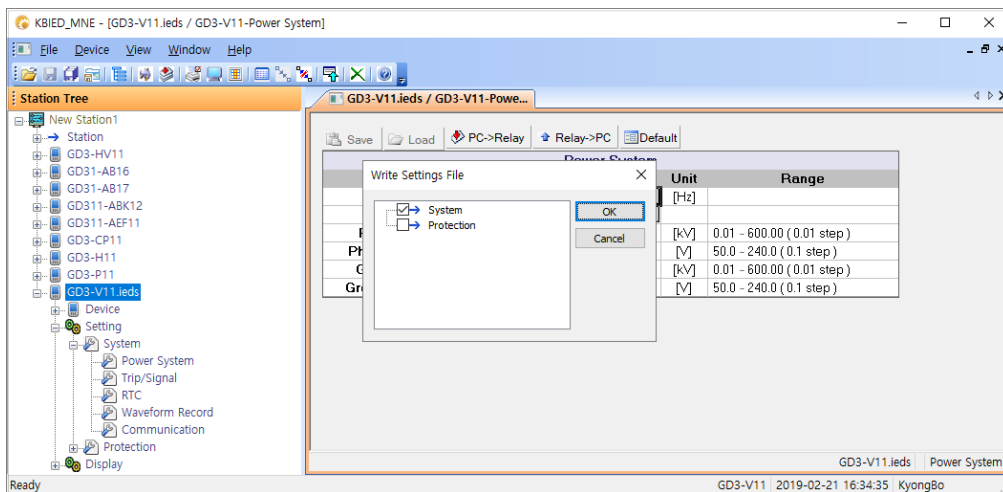 KBIED_MNE - [GD3-V11.ieds / GD3-V11-Power System]
File Device View Window Help
Station Tree
GD3-V11.ieds / GD3-V11-Powe...
New Station1
Station
GD3-HV11
GD31-AB16
GD31-AB17
GD311-ABK12
GD311-AEF11
GD3-CP11
GD3-H11
GD3-P11
GD3-V11.ieds
Device
Setting
System
Power System
Trip/Signal
RTC
Waveform Record
Communication
Protection
Display
Save Load PC->Relay Relay->PC Default
Power System
Unit Range
[Hz]
[kV] 0.01 - 600.00 ( 0.01 step )
Ph [V] 50.0 - 240.0 ( 0.1 step )
G [kV] 0.01 - 600.00 ( 0.01 step )
Gro [V] 50.0 - 240.0 ( 0.1 step )
Write Settings File
System
Protection
OK
Cancel
GD3-V11.ieds Power System
Ready GD3-V11 2019-02-21 16:34:35 KyongBo